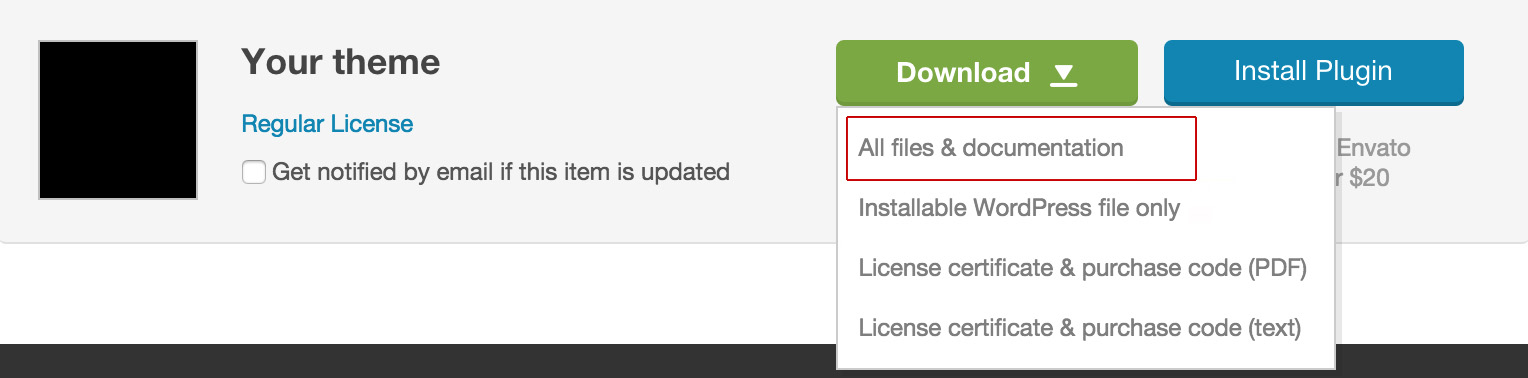 Your theme
Download
Install Plugin
Regular License
All files & documentation
Envato
Get notified by email if this item is updated
r $20
Installable WordPress file only
License certificate & purchase code (PDF)
License certificate & purchase code (text)